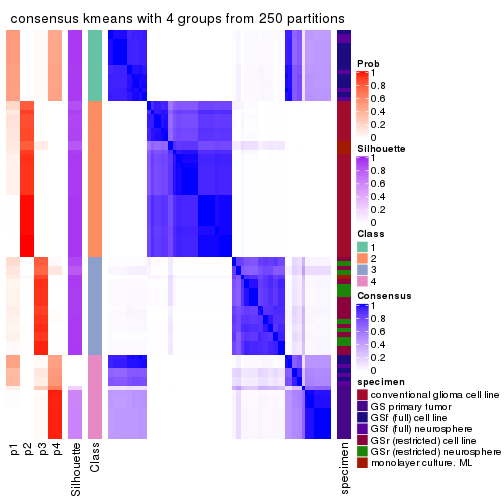 consensus kmeans with 4 groups from 250 partitions
Prob
1
0.8
0.6
0.4
0.2
0
Silhouette
1
0.8
0.6
0.4
0.2
0
Class
1
2
3
4
Consensus
1
0.8
0.6
0.4
0.2
0
specimen
conventional glioma cell line
GS primary tumor
GSf (full) cell line
GSf (full) neurosphere
GSr (restricted) cell line
GSr (restricted) neurosphere
monolayer culture. ML
p1
p2
p3
p4
Silhouette
Class
specimen